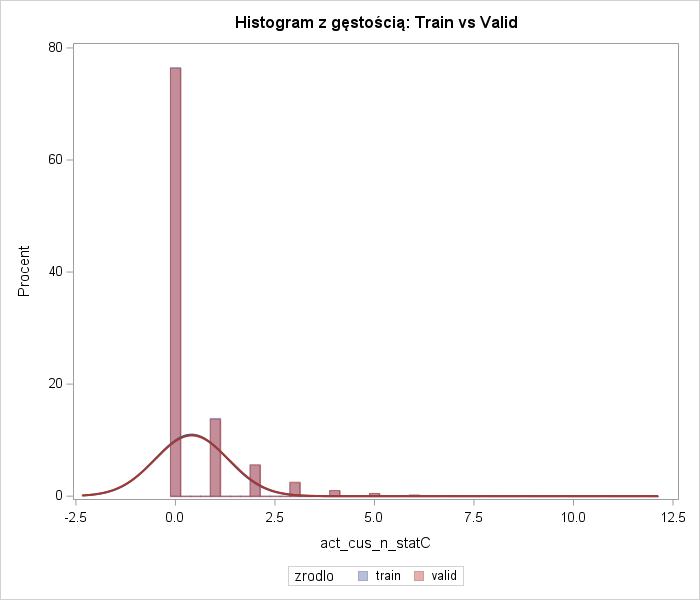 Histogram z gęstością: Train vs Valid
Procent
80
60
40
20
0
-2.5 0.0 2.5 5.0 7.5 10.0 12.5
act_cus_n_statC
zrodlo train valid